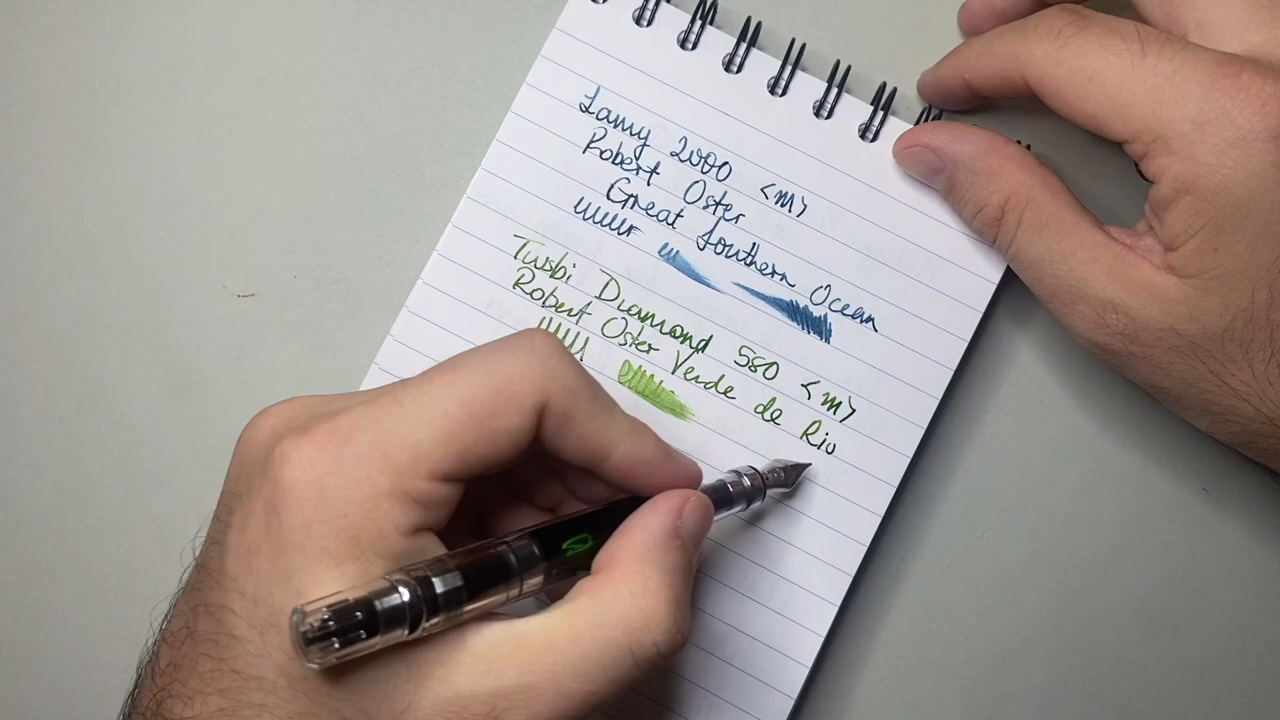 Lamy 2000 <m>
Robert Oster
Great Southern Ocean
Twsbi Diamond 580 <m>
Robert Oster Verde de Rio